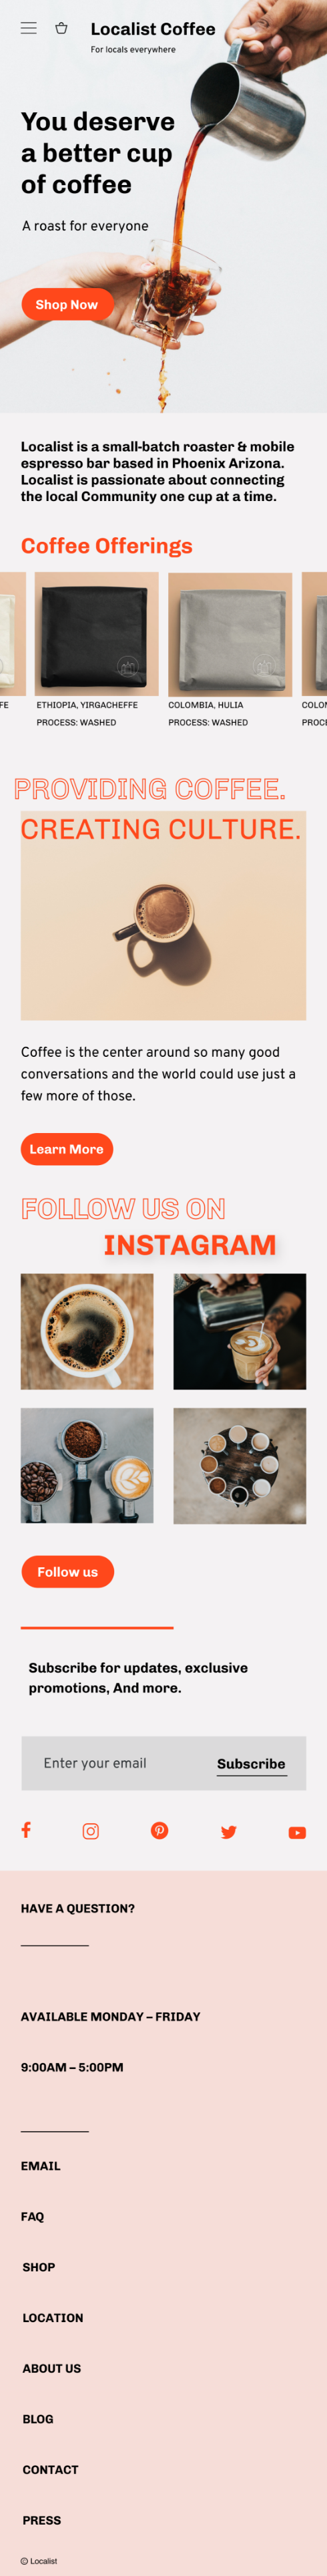 Localist Coffee
For locals everywhere
You deserve
a better cup
of coffee
A roast for everyone
Shop Now
Localist is a small-batch roaster & mobile
espresso bar based in Phoenix Arizona.
Localist is passionate about connecting
the local Community one cup at a time.
Coffee Offerings
FE
ETHIOPIA, YIRGACHEFFE
COLOMBIA, HULIA
COLOM
PROCESS: WASHED
PROCESS: WASHED
PROCE
PROVIDING COFFEE.
CREATING CULTURE.
Coffee is the center around so many good
conversations and the world could use just a
few more of those.
Learn More
FOLLOW US ON
INSTAGRAM
Follow us
Subscribe for updates, exclusive
promotions, And more.
Enter your email
Subscribe
HAVE A QUESTION?
AVAILABLE MONDAY – FRIDAY
9:00AM – 5:00PM
EMAIL
FAQ
SHOP
LOCATION
ABOUT US
BLOG
CONTACT
PRESS
© Localist